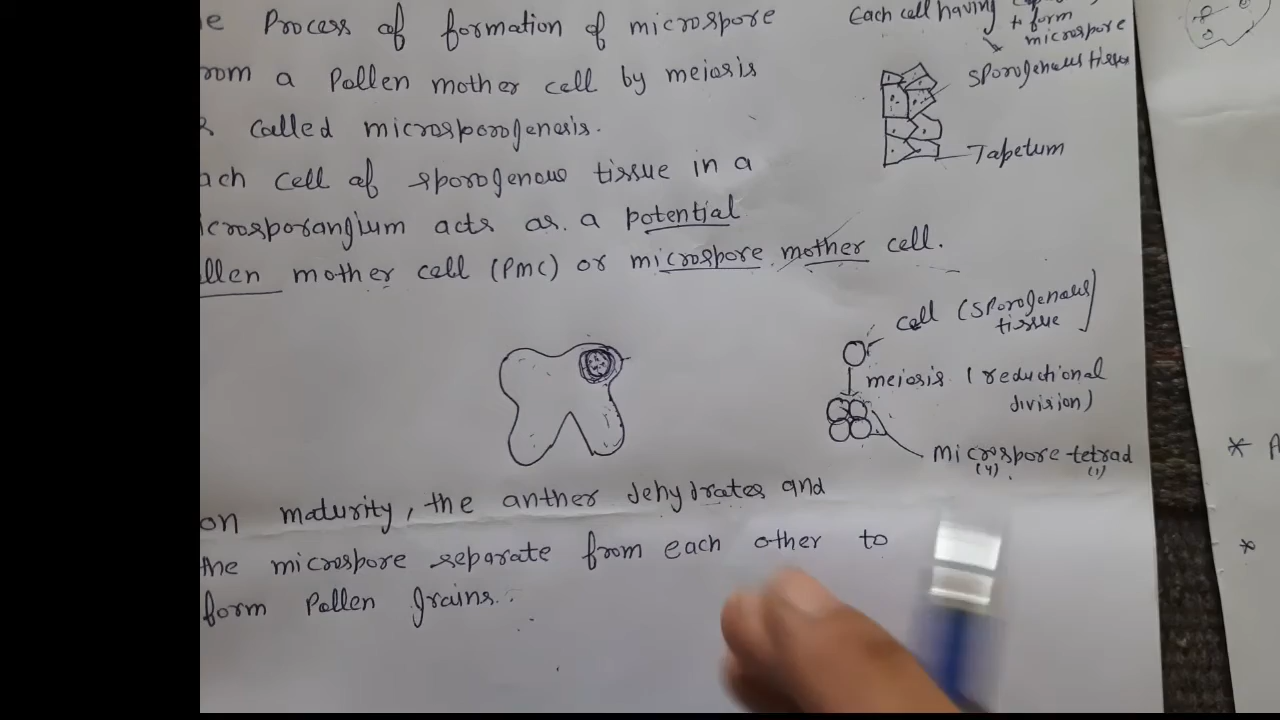 Process of formation of microspore
from a Pollen mother cell by meiosis
called microsporogenesis.
ach cell of sporogenous tissue in a
icrosporangium acts as a potential
llen mother cell (PMC) or microspore mother cell.
Each cell having
to form
microspore
sporogenous tissue
Tapetum
cell (sporogenous
tissue
meiosis (reductional
division)
microspore tetrad
(4) (1)
on maturity, the anther dehydrates and
the microspore separate from each other to
form Pollen grains.
* A
*